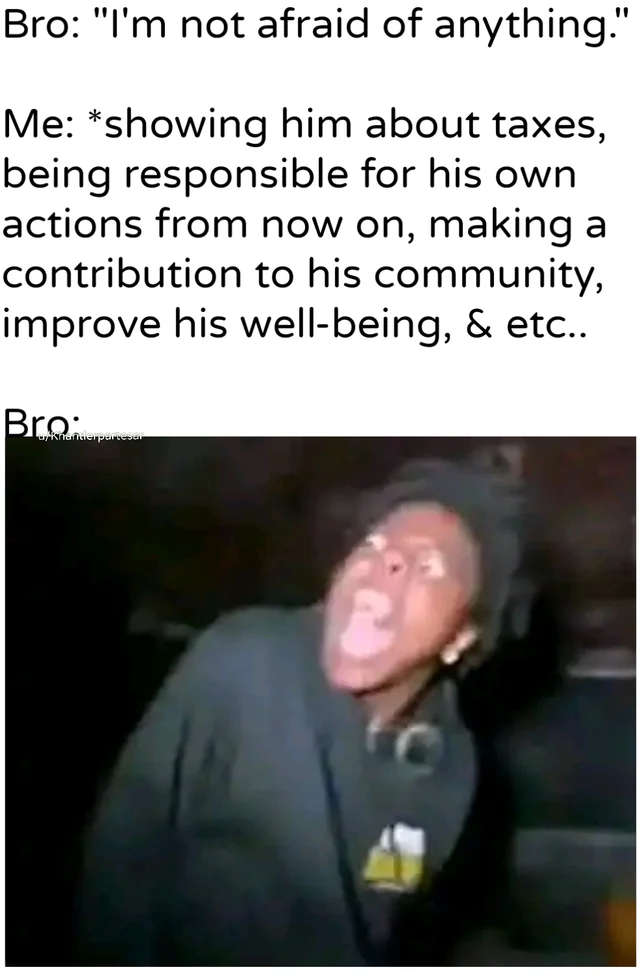 Bro: "I'm not afraid of anything."
Me: *showing him about taxes,
being responsible for his own
actions from now on, making a
contribution to his community,
improve his well-being, & etc..
Bro:
u/Khantlerpartesar